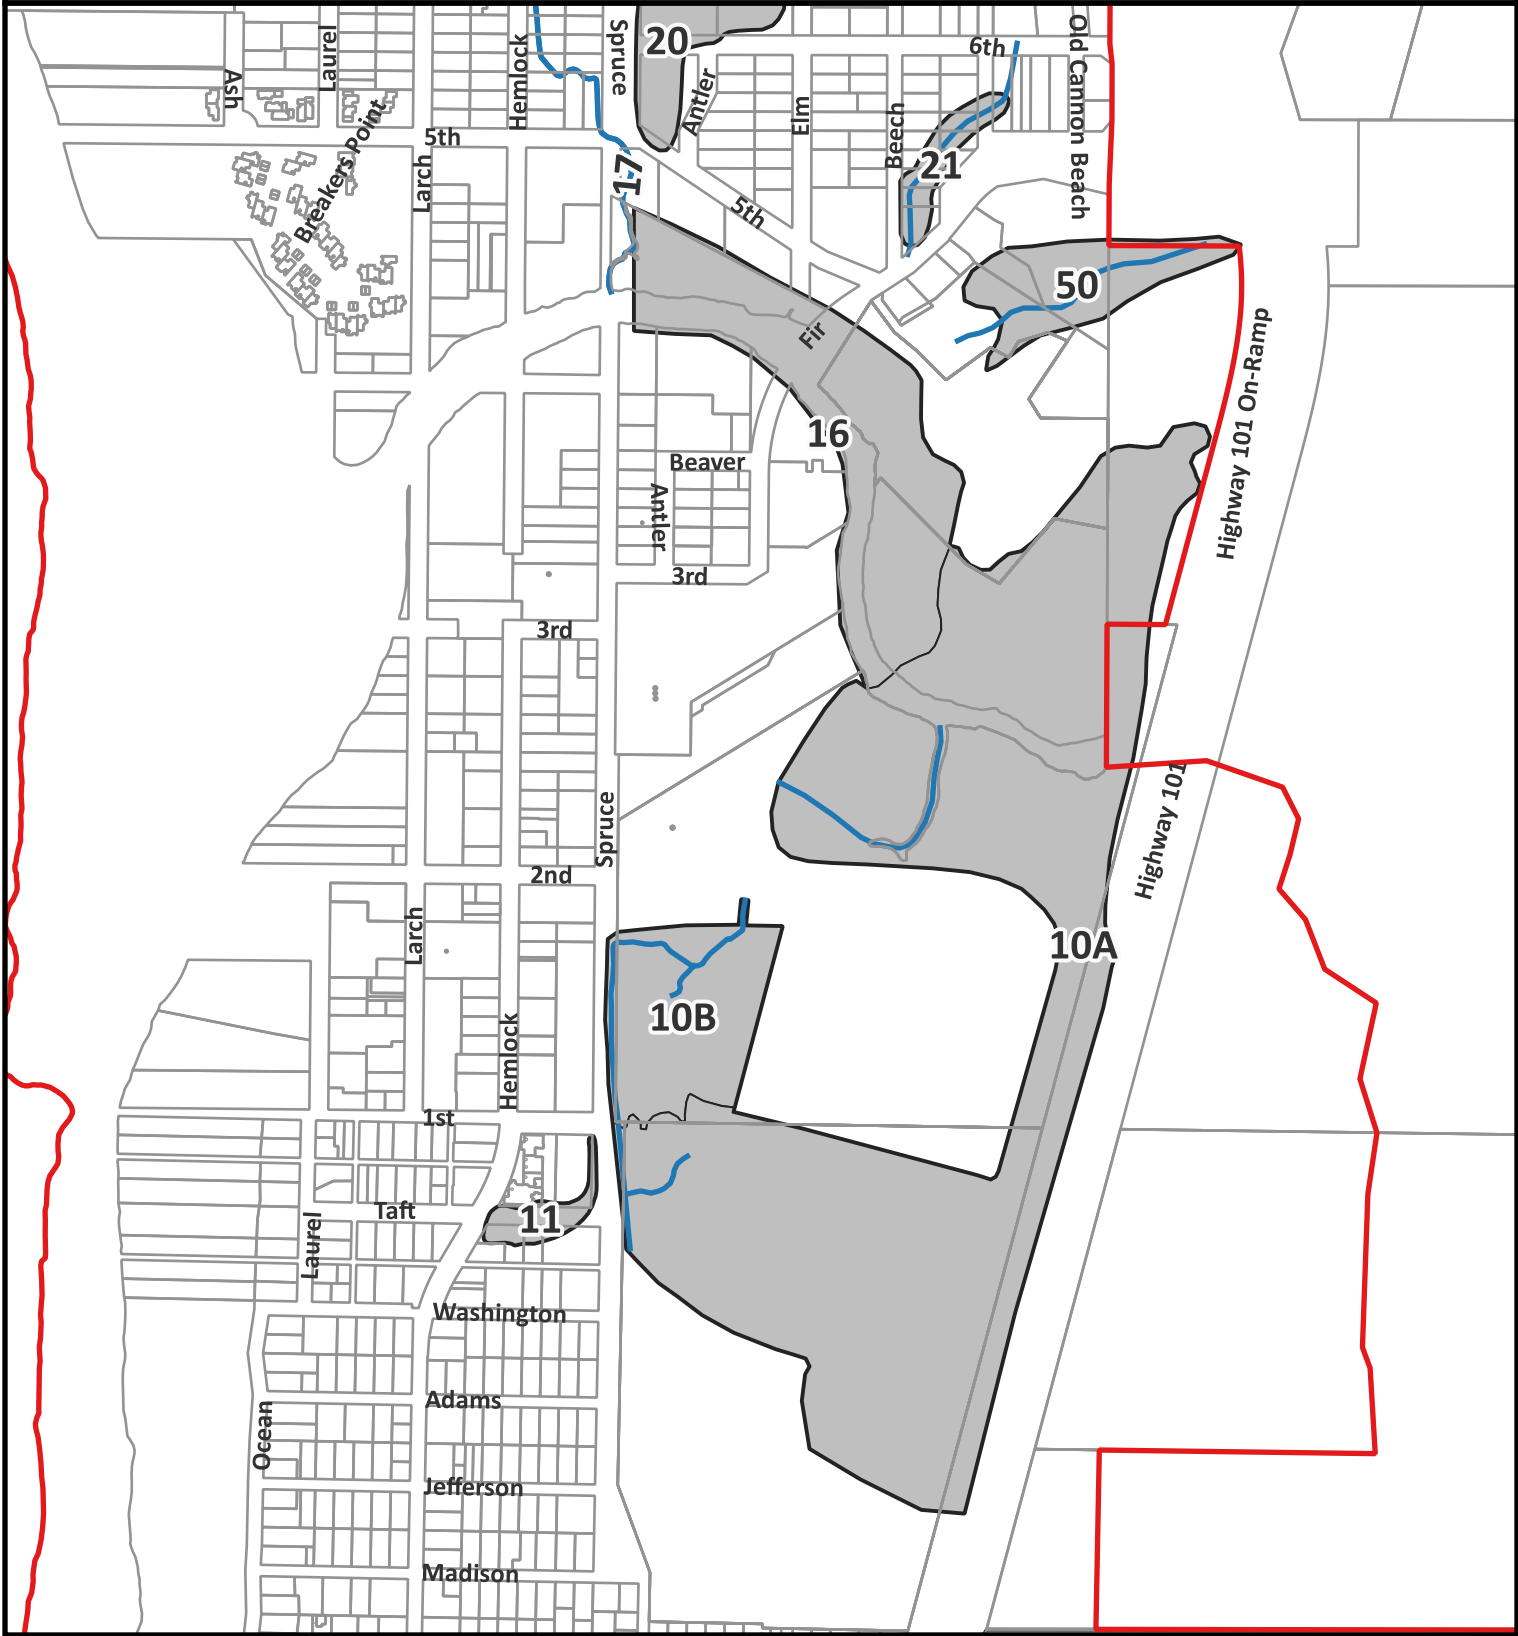 Old Cannon Beach
20
6th
Laurel
Hemlock
Spruce
Ash
Antler
Elm
Beech
Breakers Point
5th
Larch
17
21
5th
50
Fir
Highway 101 On-Ramp
16
Beaver
Antler
3rd
3rd
Highway 101
Spruce
2nd
Larch
10A
10B
Hemlock
1st
Taft
11
Laurel
Washington
Adams
Ocean
Jefferson
Madison